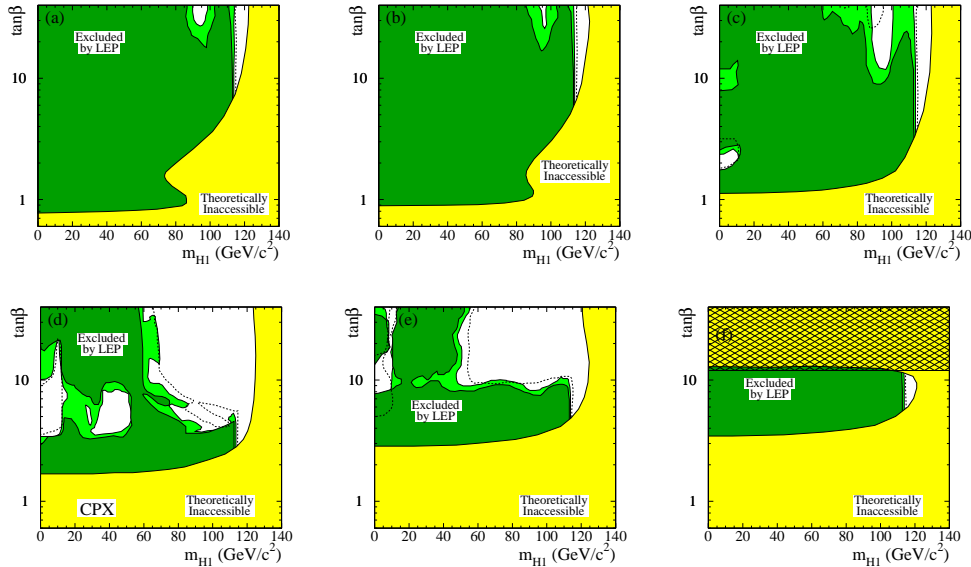 tanβ
(a)
Excluded
by LEP
10
1
Theoretically
Inaccessible
0 20 40 60 80 100 120 140
m_H1 (GeV/c²)
tanβ
(b)
Excluded
by LEP
10
1
Theoretically
Inaccessible
0 20 40 60 80 100 120 140
m_H1 (GeV/c²)
tanβ
(c)
Excluded
by LEP
10
1
Theoretically
Inaccessible
0 20 40 60 80 100 120 140
m_H1 (GeV/c²)
tanβ
(d)
Excluded
by LEP
10
1
CPX
Theoretically
Inaccessible
0 20 40 60 80 100 120 140
m_H1 (GeV/c²)
tanβ
(e)
10
Excluded
by LEP
1
Theoretically
Inaccessible
0 20 40 60 80 100 120 140
m_H1 (GeV/c²)
tanβ
(f)
10
Excluded
by LEP
1
Theoretically
Inaccessible
0 20 40 60 80 100 120 140
m_H1 (GeV/c²)